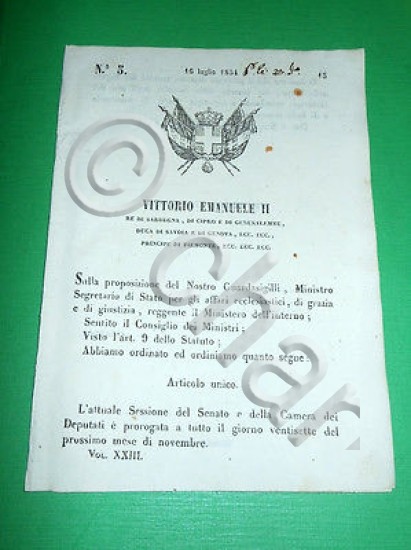 N.° 5. 16 luglio 1854 15
VITTORIO EMANUELE II
RE DI SARDEGNA, DI CIPRO E DI GERUSALEMME,
DUCA DI SAVOIA E DI GENOVA, ECC. ECC.,
PRINCIPE DI PIEMONTE, ECC. ECC. ECC.
Sulla proposizione del Nostro Guardasigilli, Ministro
Segretario di Stato per gli affari ecclesiastici, di grazia
e di giustizia, reggente il Ministero dell'interno;
Sentito il Consiglio dei Ministri;
Visto l'art. 9 dello Statuto;
Abbiamo ordinato ed ordiniamo quanto segue:
Articolo unico.
L'attuale Sessione del Senato e della Camera dei
Deputati è prorogata a tutto il giorno ventisette del
prossimo mese di novembre.
VOL. XXIII.